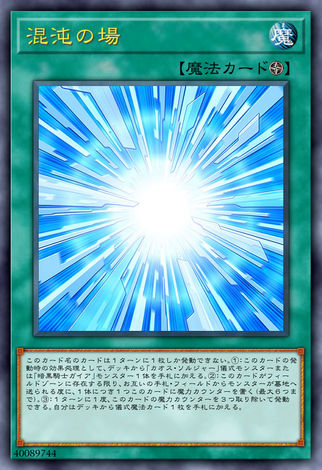 混沌の場
魔
【魔法カード】
このカード名のカードは1ターンに1枚しか発動できない。①：このカードの発
動時の効果処理として、デッキから「カオス・ソルジャー」儀式モンスターまた
は「暗黒騎士ガイア」モンスター1体を手札に加える。②：このカードがフィー
ルドゾーンに存在する限り、お互いの手札・フィールドからモンスターが墓地へ
送られる度に、1体につき1つこのカードに魔力カウンターを置く（最大6つま
で）。③：1ターンに1度、このカードの魔力カウンターを3つ取り除いて発動
できる。自分はデッキから儀式魔法カード1枚を手札に加える。
40089744